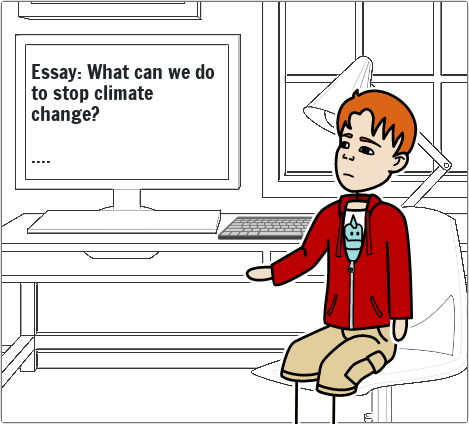 Essay: What can we do
to stop climate
change?
....